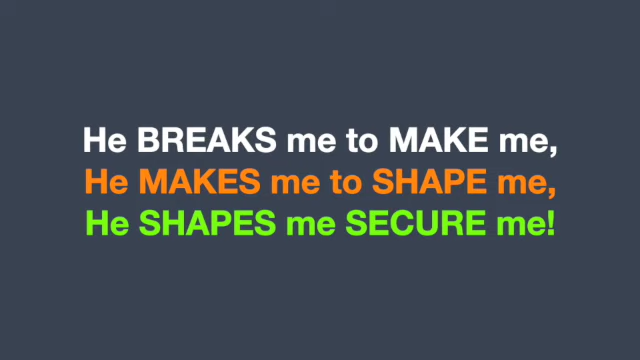 He BREAKS me to MAKE me,
He MAKES me to SHAPE me,
He SHAPES me SECURE me!